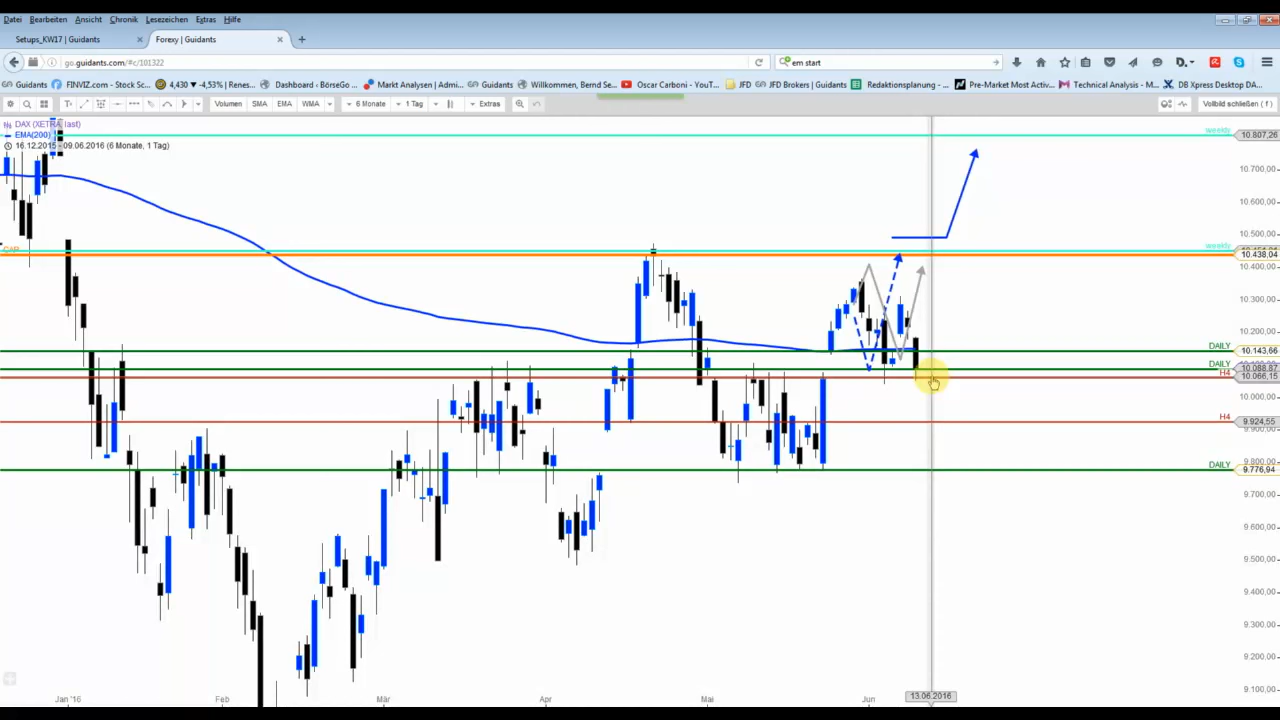 Datei Bearbeiten Ansicht Chronik Lesezeichen Extras Hilfe
Setups_KW17 | Guidants Forexy | Guidants
go.guidants.com/#c/101322 em start
Guidants FINVIZ.com - Stock Sc... 4,430 -4,53% | Renes... Dashboard ‹ BörseGo ... Markt Analysen | Admi... Guidants Willkommen, Bernd Se... Oscar Carboni - YouT... JFD JFD Brokers | Guidants Redaktionsplanung - ... Pre-Market Most Activ... Technical Analysis - M... DB Xpress Desktop DA...
Volumen SMA EMA WMA 6 Monate 1 Tag Extras Vollbild schließen ( f )
DAX (XETRA last)
EMA(200)
16.12.2015 - 09.06.2016 (6 Monate, 1 Tag)
weekly 10.807,26
10.700,00
10.600,00
10.500,00
GAP weekly
10.438,04
10.400,00
10.300,00
10.200,00
DAILY 10.143,66
DAILY 10.088,87
H4 10.066,15
10.000,00
H4 9.924,55
9.800,00
DAILY 9.776,94
9.700,00
9.600,00
9.500,00
9.400,00
9.300,00
9.200,00
9.100,00
Jan '16 Feb Mär Apr Mai Jun 13.06.2016